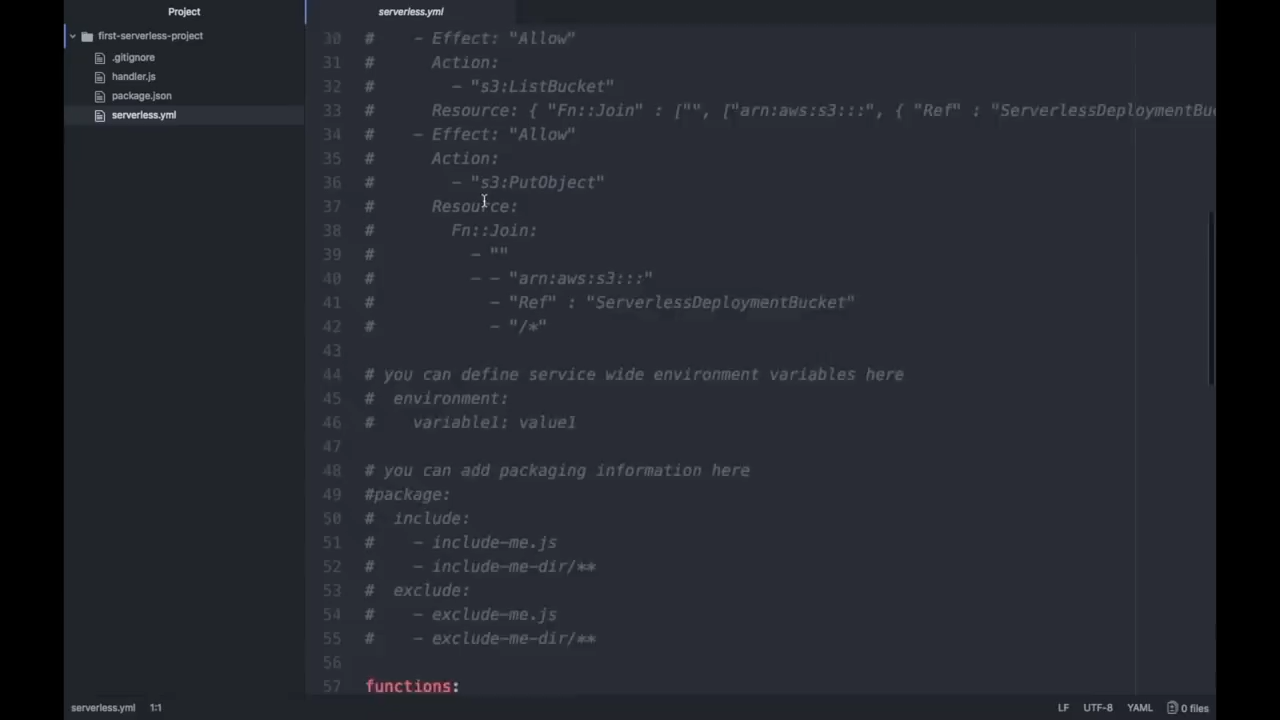 Project
serverless.yml
first-serverless-project
.gitignore
handler.js
package.json
serverless.yml
30 #     - Effect: "Allow"
31 #       Action:
32 #         - "s3:ListBucket"
33 #       Resource: { "Fn::Join" : ["", ["arn:aws:s3:::", { "Ref" : "ServerlessDeploymentBuc
34 #     - Effect: "Allow"
35 #       Action:
36 #         - "s3:PutObject"
37 #       Resource:
38 #         Fn::Join:
39 #           - ""
40 #           - - "arn:aws:s3:::"
41 #             - "Ref" : "ServerlessDeploymentBucket"
42 #             - "/*"
43
44 # you can define service wide environment variables here
45 #  environment:
46 #    variable1: value1
47
48 # you can add packaging information here
49 #package:
50 #  include:
51 #    - include-me.js
52 #    - include-me-dir/**
53 #  exclude:
54 #    - exclude-me.js
55 #    - exclude-me-dir/**
56
57 functions:
serverless.yml 1:1 LF UTF-8 YAML 0 files